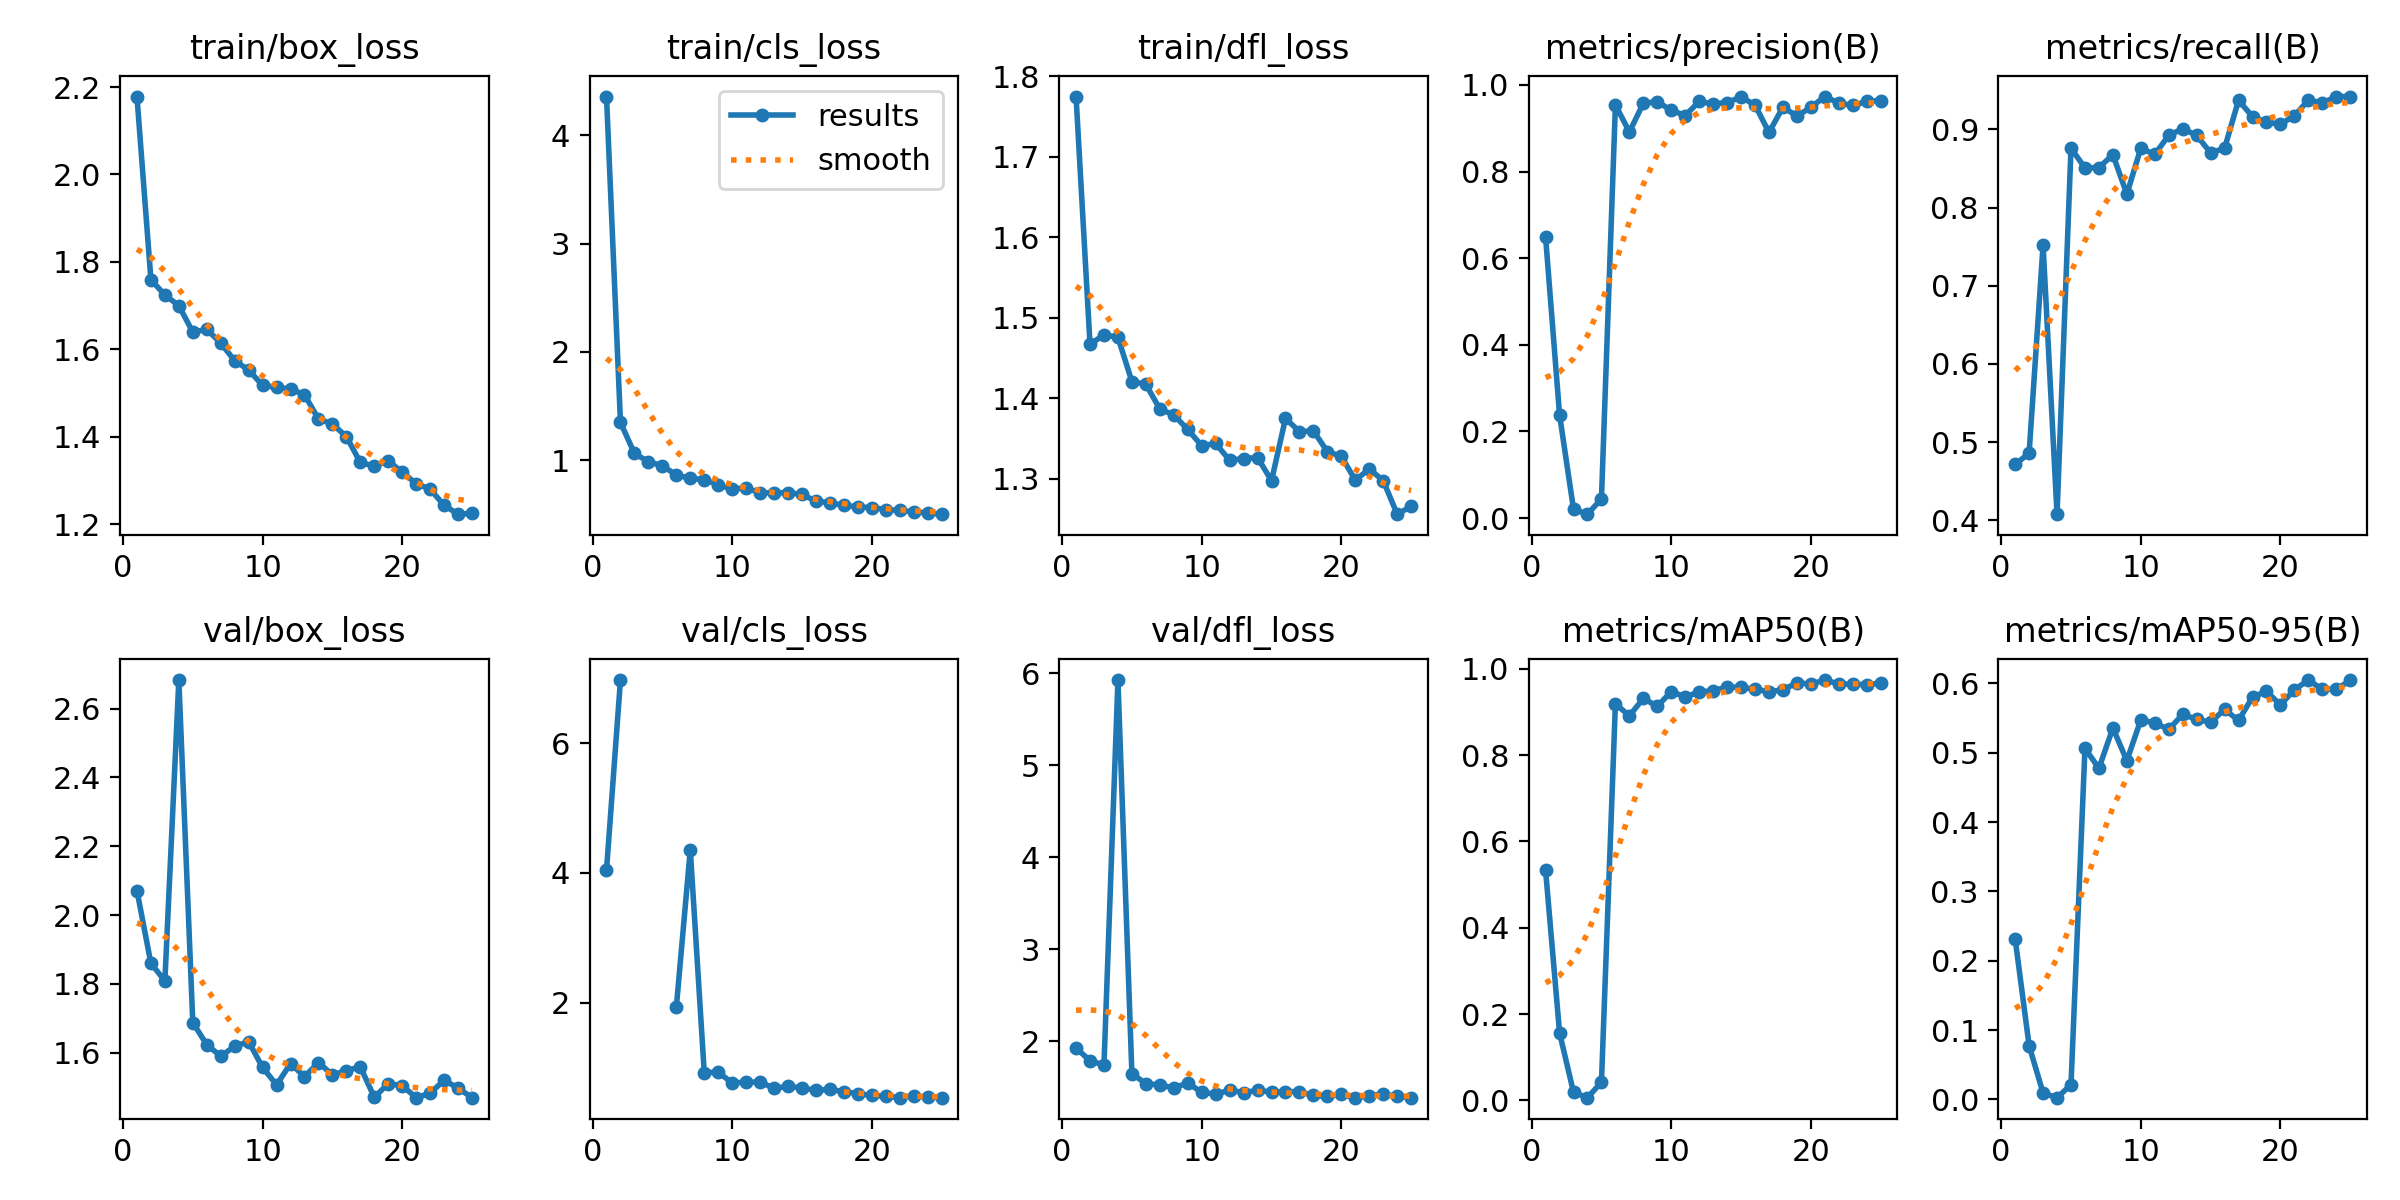 train/box_loss
2.2
2.0
1.8
1.6
1.4
1.2
0 10 20
train/cls_loss
results
smooth
4
3
2
1
0 10 20
train/dfl_loss
1.8
1.7
1.6
1.5
1.4
1.3
0 10 20
metrics/precision(B)
1.0
0.8
0.6
0.4
0.2
0.0
0 10 20
metrics/recall(B)
0.9
0.8
0.7
0.6
0.5
0.4
0 10 20
val/box_loss
2.6
2.4
2.2
2.0
1.8
1.6
0 10 20
val/cls_loss
6
4
2
0 10 20
val/dfl_loss
6
5
4
3
2
0 10 20
metrics/mAP50(B)
1.0
0.8
0.6
0.4
0.2
0.0
0 10 20
metrics/mAP50-95(B)
0.6
0.5
0.4
0.3
0.2
0.1
0.0
0 10 20